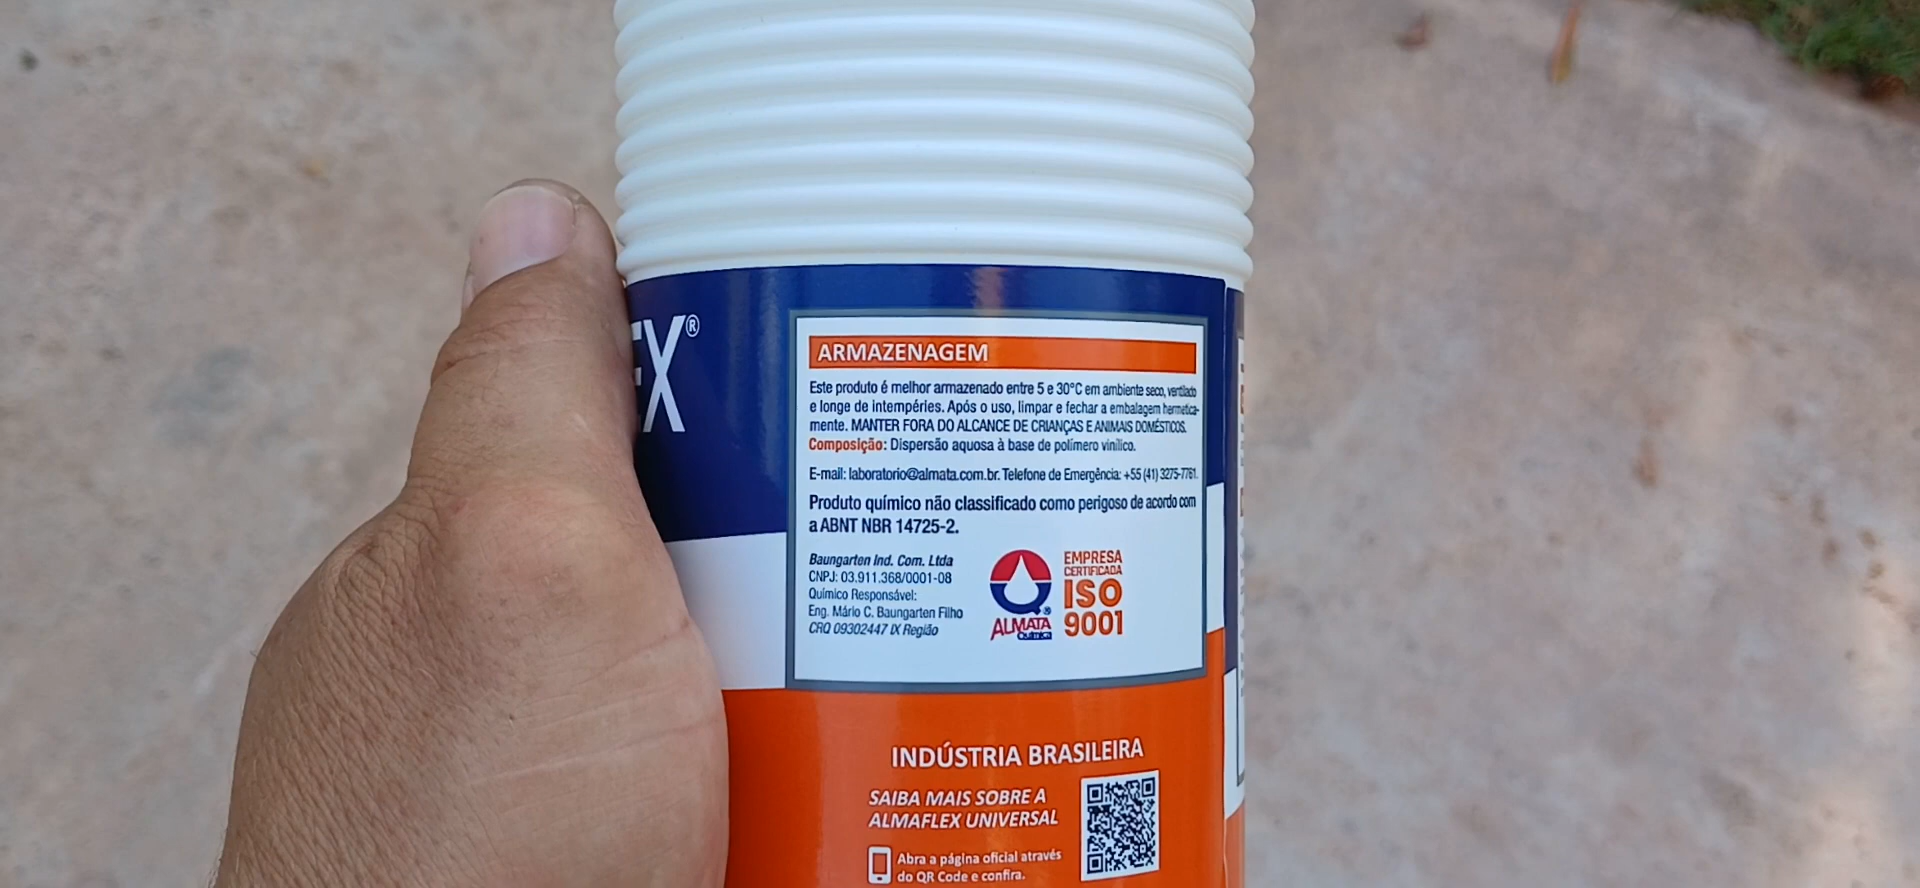 EX®
ARMAZENAGEM
Este produto é melhor armazenado entre 5 e 30°C em ambiente seco, ventilado
e longe de intempéries. Após o uso, limpar e fechar a embalagem hermetica-
mente. MANTER FORA DO ALCANCE DE CRIANÇAS E ANIMAIS DOMÉSTICOS.
Composição: Dispersão aquosa à base de polímero vinílico.
E-mail: laboratorio@almata.com.br. Telefone de Emergência: +55 (41) 3275-7761.
Produto químico não classificado como perigoso de acordo com
a ABNT NBR 14725-2.
Baungarten Ind. Com. Ltda
CNPJ: 03.911.368/0001-08
Químico Responsável:
Eng. Mário C. Baungarten Filho
CRQ 09302447 IX Região
ALMATA®
QUÍMICA
EMPRESA
CERTIFICADA
ISO
9001
INDÚSTRIA BRASILEIRA
SAIBA MAIS SOBRE A
ALMAFLEX UNIVERSAL
Abra a página oficial através
do QR Code e confira.